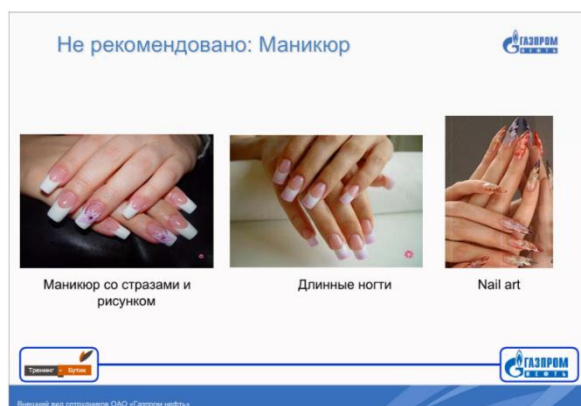 Не рекомендовано: Маникюр
ГАЗПРОМ
НЕФТЬ
Маникюр со стразами и
рисунком
Длинные ногти
Nail art
Тренинг Бутик
ГАЗПРОМ
НЕФТЬ
Внешний вид сотрудников ОАО «Газпром нефть»